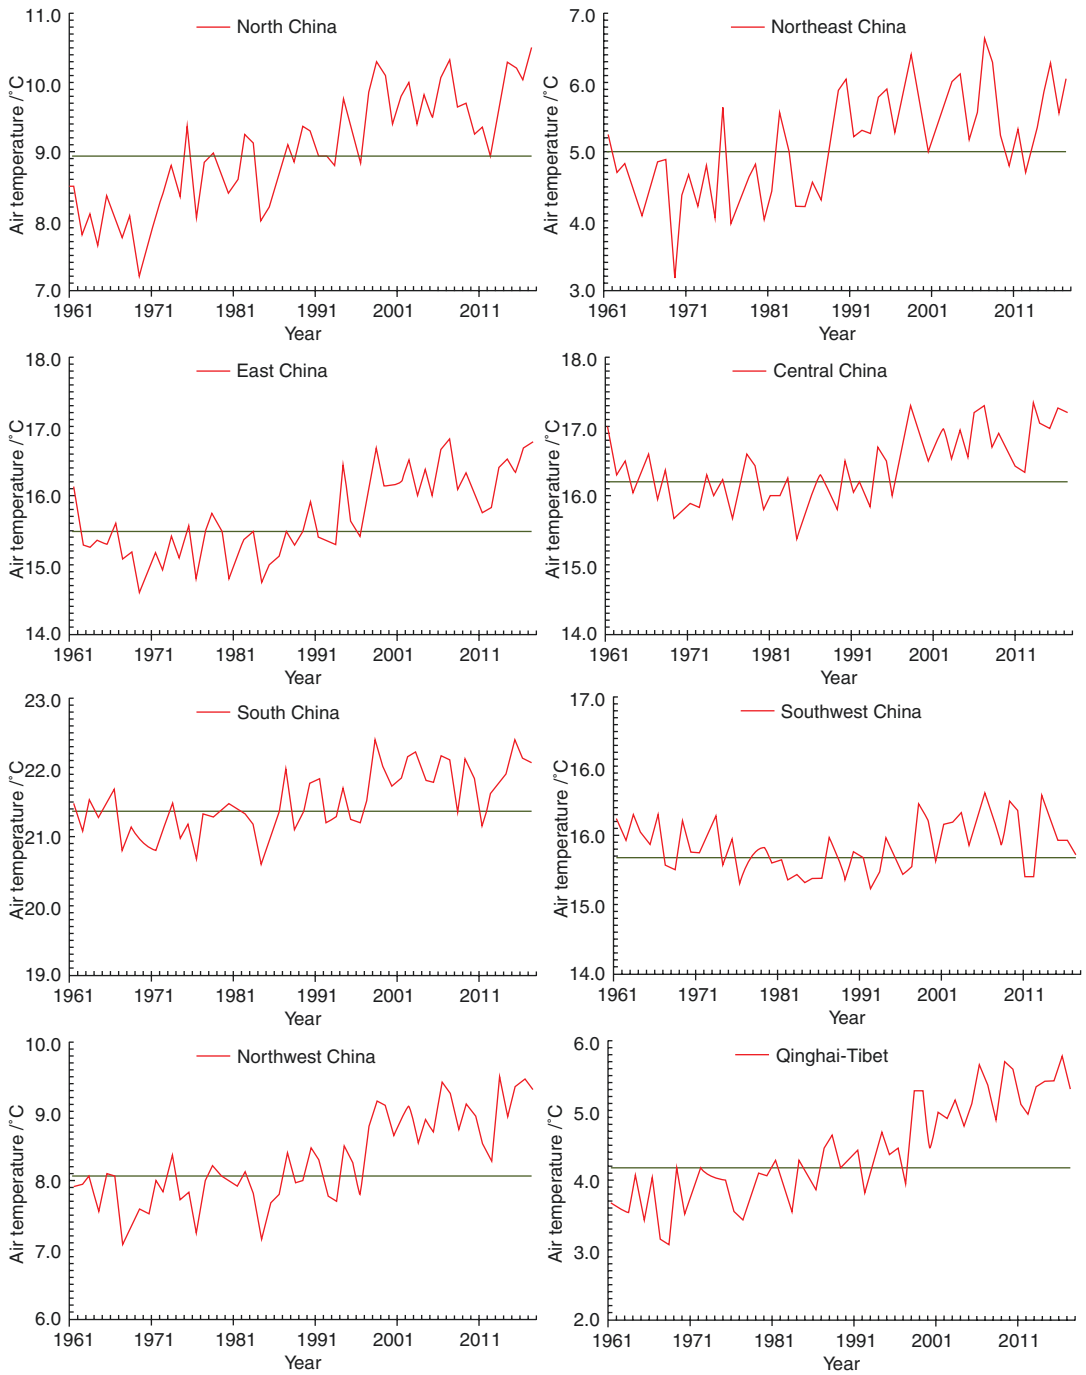 North China
Air temperature /°C
11.0
10.0
9.0
8.0
7.0
1961 1971 1981 1991 2001 2011
Year
Northeast China
Air temperature /°C
7.0
6.0
5.0
4.0
3.0
1961 1971 1981 1991 2001 2011
Year
East China
Air temperature /°C
18.0
17.0
16.0
15.0
14.0
1961 1971 1981 1991 2001 2011
Year
Central China
Air temperature /°C
18.0
17.0
16.0
15.0
14.0
1961 1971 1981 1991 2001 2011
Year
South China
Air temperature /°C
23.0
22.0
21.0
20.0
19.0
1961 1971 1981 1991 2001 2011
Year
Southwest China
Air temperature /°C
17.0
16.0
16.0
15.0
14.0
1961 1971 1981 1991 2001 2011
Year
Northwest China
Air temperature /°C
10.0
9.0
8.0
7.0
6.0
1961 1971 1981 1991 2001 2011
Year
Qinghai-Tibet
Air temperature /°C
6.0
5.0
4.0
3.0
2.0
1961 1971 1981 1991 2001 2011
Year